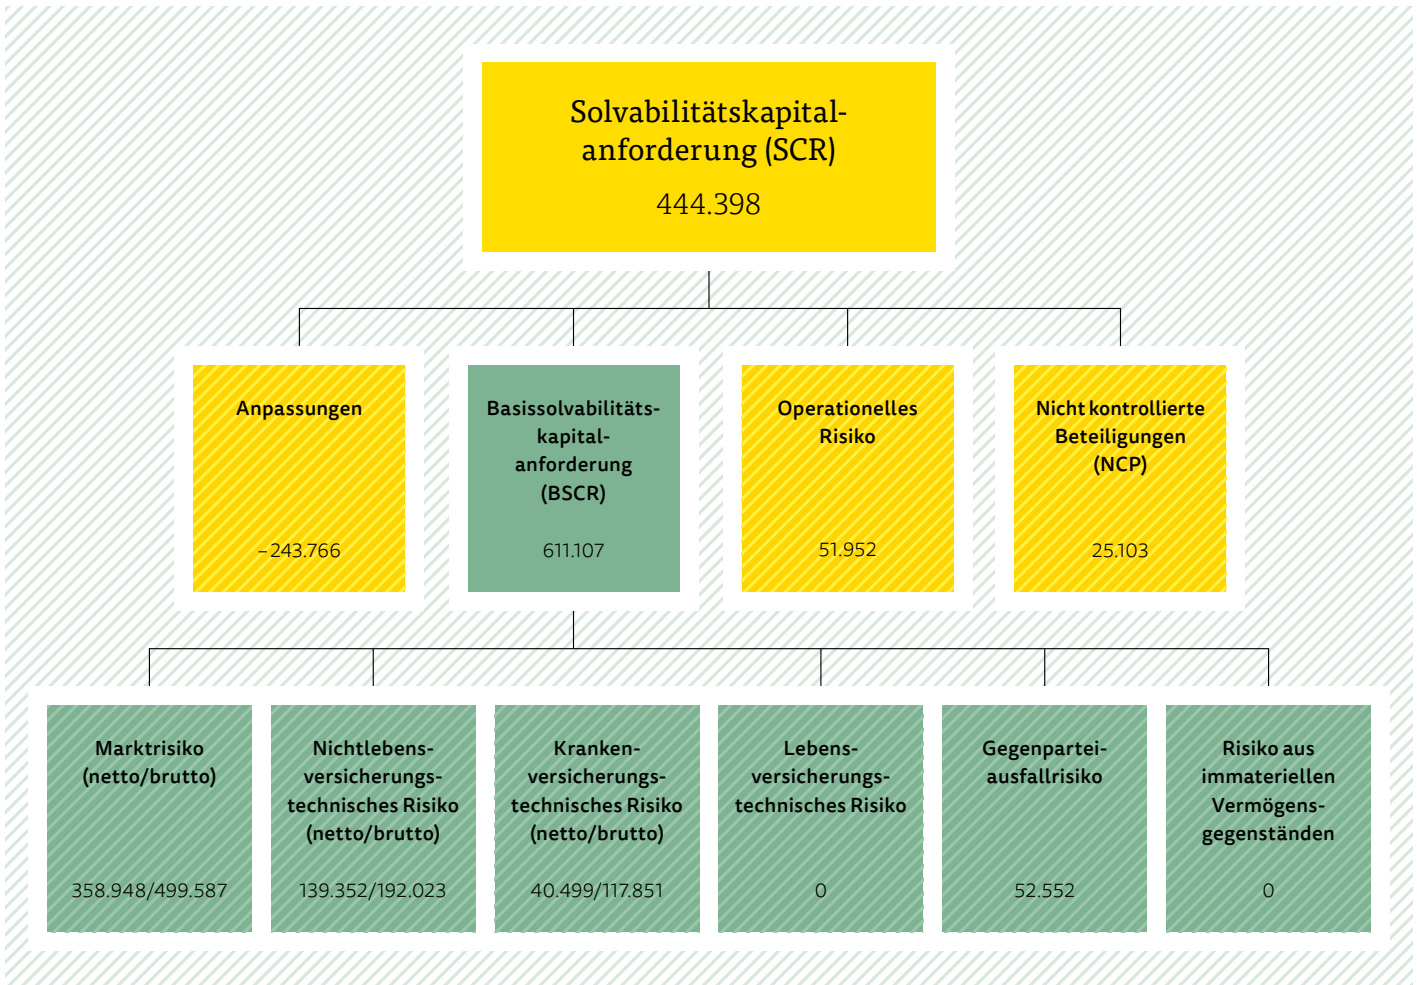 Solvabilitätskapital-
anforderung (SCR)
444.398
Anpassungen
–243.766
Basissolvabilitäts-
kapital-
anforderung
(BSCR)
611.107
Operationelles
Risiko
51.952
Nicht kontrollierte
Beteiligungen
(NCP)
25.103
Marktrisiko
(netto/brutto)
358.948/499.587
Nichtlebens-
versicherungs-
technisches Risiko
(netto/brutto)
139.352/192.023
Kranken-
versicherungs-
technisches Risiko
(netto/brutto)
40.499/117.851
Lebens-
versicherungs-
technisches Risiko
0
Gegenpartei-
ausfallrisiko
52.552
Risiko aus
immateriellen
Vermögens-
gegenständen
0